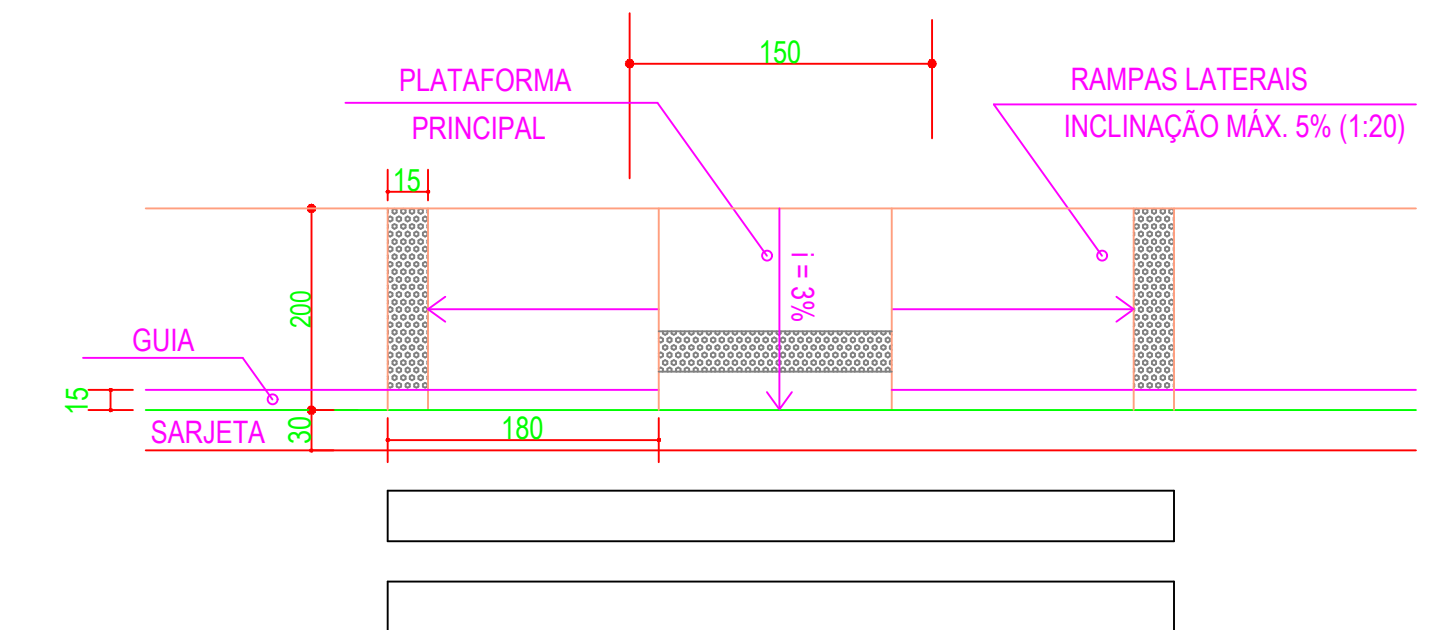 150
PLATAFORMA
PRINCIPAL
RAMPAS LATERAIS
INCLINAÇÃO MÁX. 5% (1:20)
15
i = 3%
200
GUIA
15
SARJETA
30
180